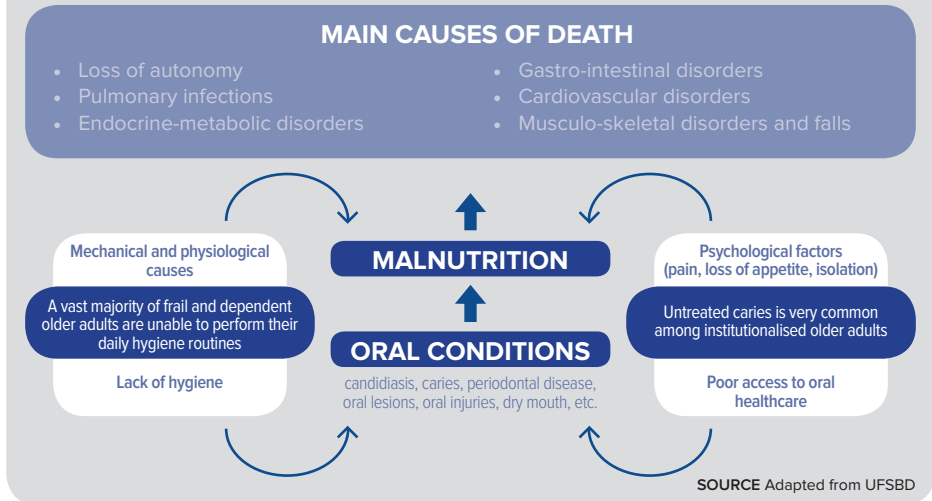 MAIN CAUSES OF DEATH
• Loss of autonomy
• Pulmonary infections
• Endocrine-metabolic disorders
• Gastro-intestinal disorders
• Cardiovascular disorders
• Musculo-skeletal disorders and falls
Mechanical and physiological
causes
A vast majority of frail and dependent
older adults are unable to perform their
daily hygiene routines
Lack of hygiene
MALNUTRITION
ORAL CONDITIONS
candidiasis, caries, periodontal disease,
oral lesions, oral injuries, dry mouth, etc.
Psychological factors
(pain, loss of appetite, isolation)
Untreated caries is very common
among institutionalised older adults
Poor access to oral
healthcare
SOURCE Adapted from UFSBD